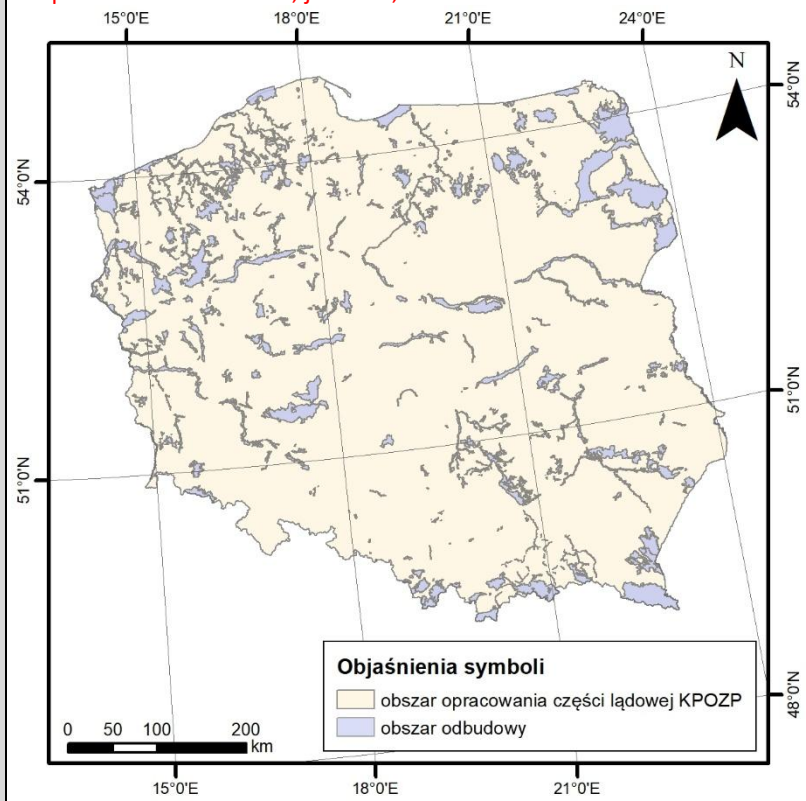 15°0'E 18°0'E 21°0'E 24°0'E
N
54°0'N
54°0'N
51°0'N
51°0'N
48°0'N
Objaśnienia symboli
obszar opracowania części lądowej KPOZP
obszar odbudowy
0 50 100 200
km
15°0'E 18°0'E 21°0'E